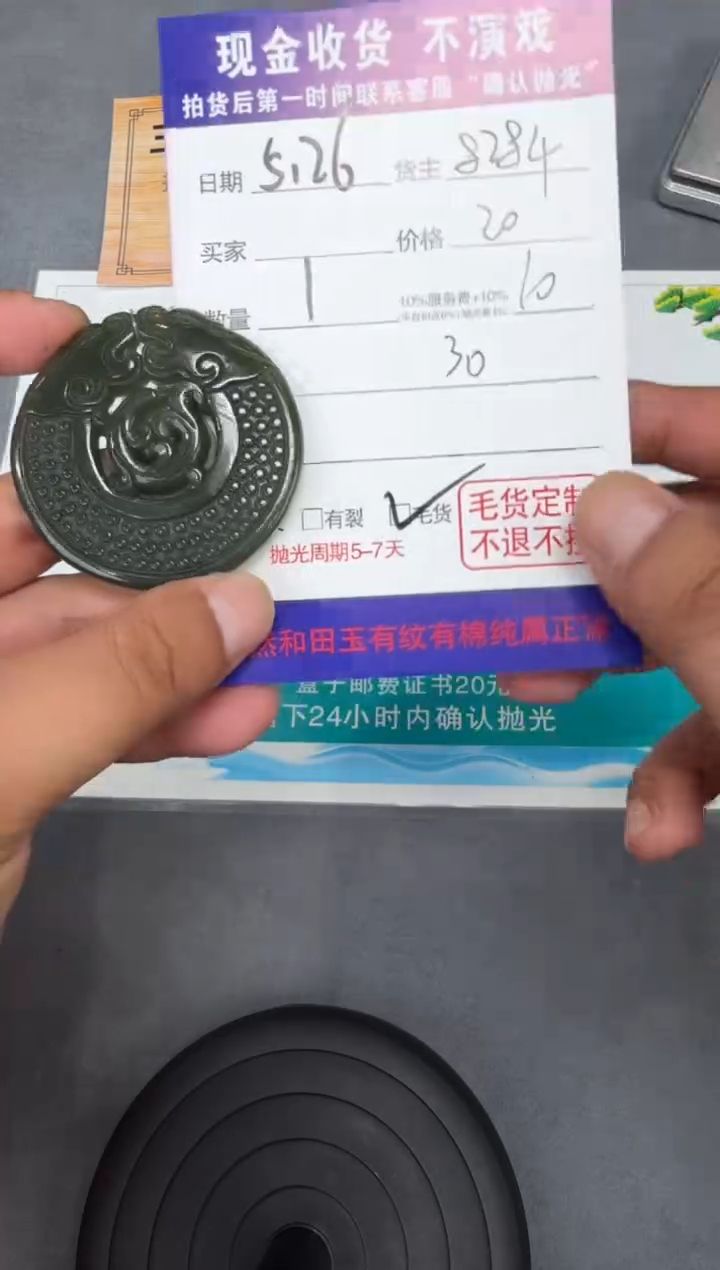 现金收货 不演戏
拍货后第一时间联系客服“确认抛光”
日期 5.26 货主 8284
买家 价格 20
数量 1 10%服务费+10% 10
30
□有裂 ☑毛货
毛货定制
不退不
抛光周期5-7天
和田玉有纹有棉纯属正
盒子邮费证书20元
下24小时内确认抛光